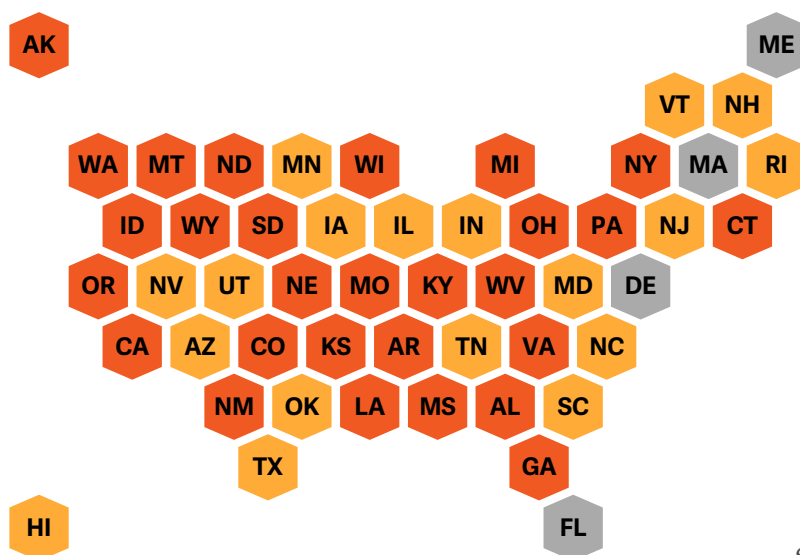 AK ME
VT NH
WA MT ND MN WI MI NY MA RI
ID WY SD IA IL IN OH PA NJ CT
OR NV UT NE MO KY WV MD DE
CA AZ CO KS AR TN VA NC
NM OK LA MS AL SC
TX GA
HI FL